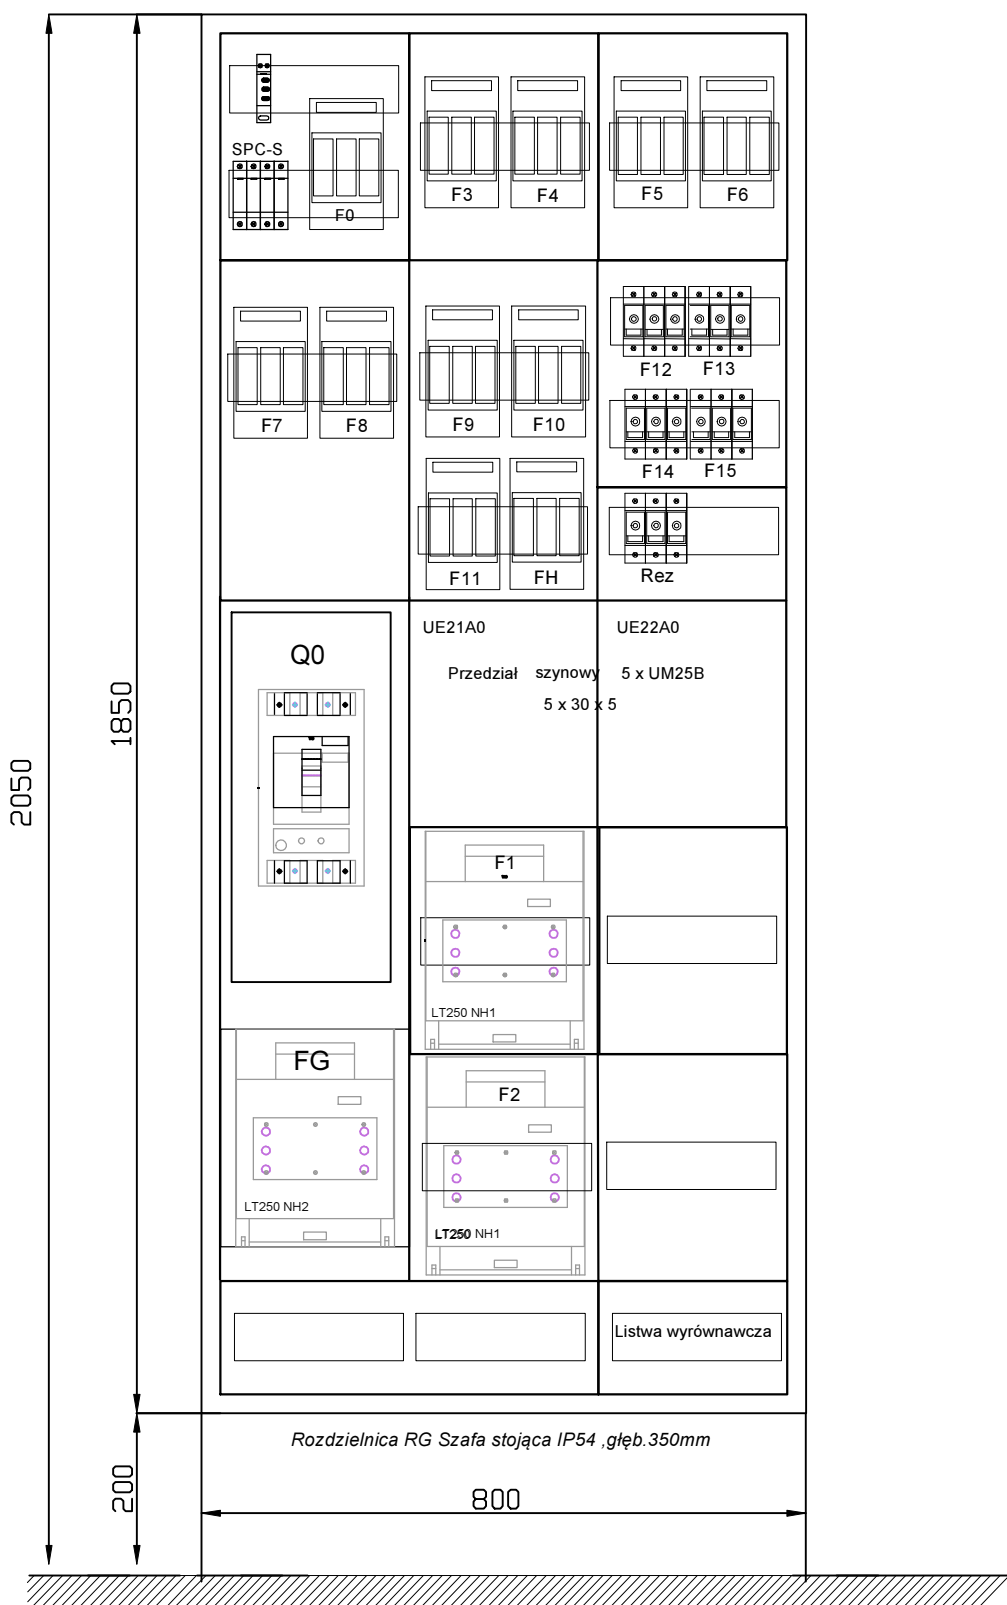 SPC-S
F0
F3
F4
F5
F6
F7
F8
F9
F10
F12
F13
F14
F15
F11
FH
Rez
Q0
UE21A0
UE22A0
Przedział szynowy 5 x UM25B
5 x 30 x 5
1850
2050
F1
LT250 NH1
FG
LT250 NH2
F2
LT250 NH1
Listwa wyrównawcza
Rozdzielnica RG Szafa stojąca IP54 ,głęb.350mm
200
800